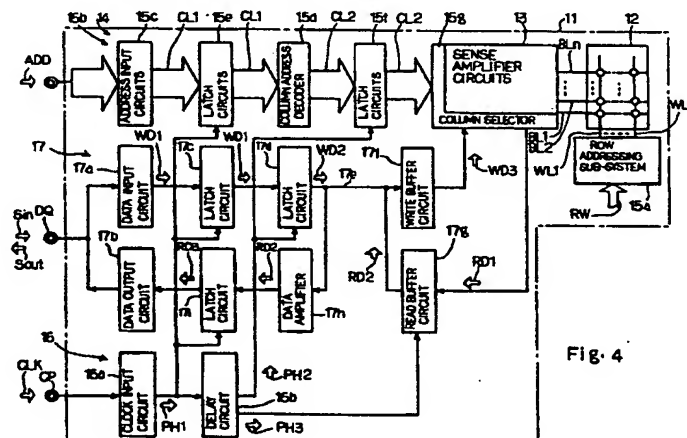 15b
14
15c
CL1
15e
CL1
15d
CL2
15f
CL2
15g
13
11
12
ADD
ADDRESS INPUT CIRCUITS
LATCH CIRCUITS
COLUMN ADDRESS DECODER
LATCH CIRCUITS
SENSE AMPLIFIER CIRCUITS
COLUMN SELECTOR
BLn
BL1
BL2
WL
WL1
ROW ADDRESSING SUB-SYSTEM
15a
RW
17
17a
WD1
17c
WD1
17d
WD2
17e
17f
WD3
DATA INPUT CIRCUIT
LATCH CIRCUIT
LATCH CIRCUIT
WRITE BUFFER CIRCUIT
Sin
DQ
Sout
17b
RD3
RD2
RD2
17g
RD1
DATA OUTPUT CIRCUIT
LATCH CIRCUIT
17i
DATA AMPLIFIER
17h
READ BUFFER CIRCUIT
16
CLK
CP
CLOCK INPUT CIRCUIT
PH1
DELAY CIRCUIT
PH2
PH3
Fig. 4